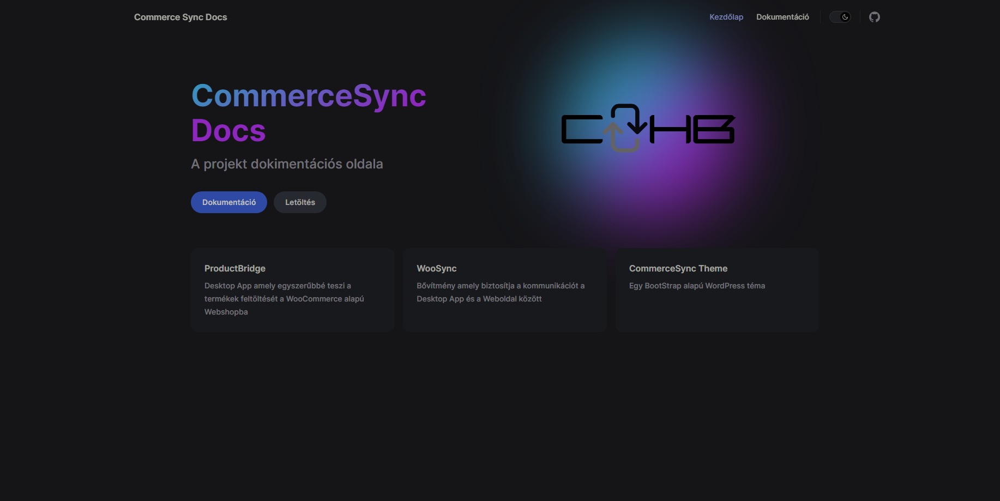 Commerce Sync Docs
Kezdőlap
Dokumentáció
CommerceSync
Docs
A projekt dokimentációs oldala
Dokumentáció
Letöltés
ProductBridge
Desktop App amely egyszerűbbé teszi a
termékek feltöltését a WooCommerce alapú
Webshopba
WooSync
Bővítmény amely biztosítja a kommunikációt a
Desktop App és a Weboldal között
CommerceSync Theme
Egy BootStrap alapú WordPress téma